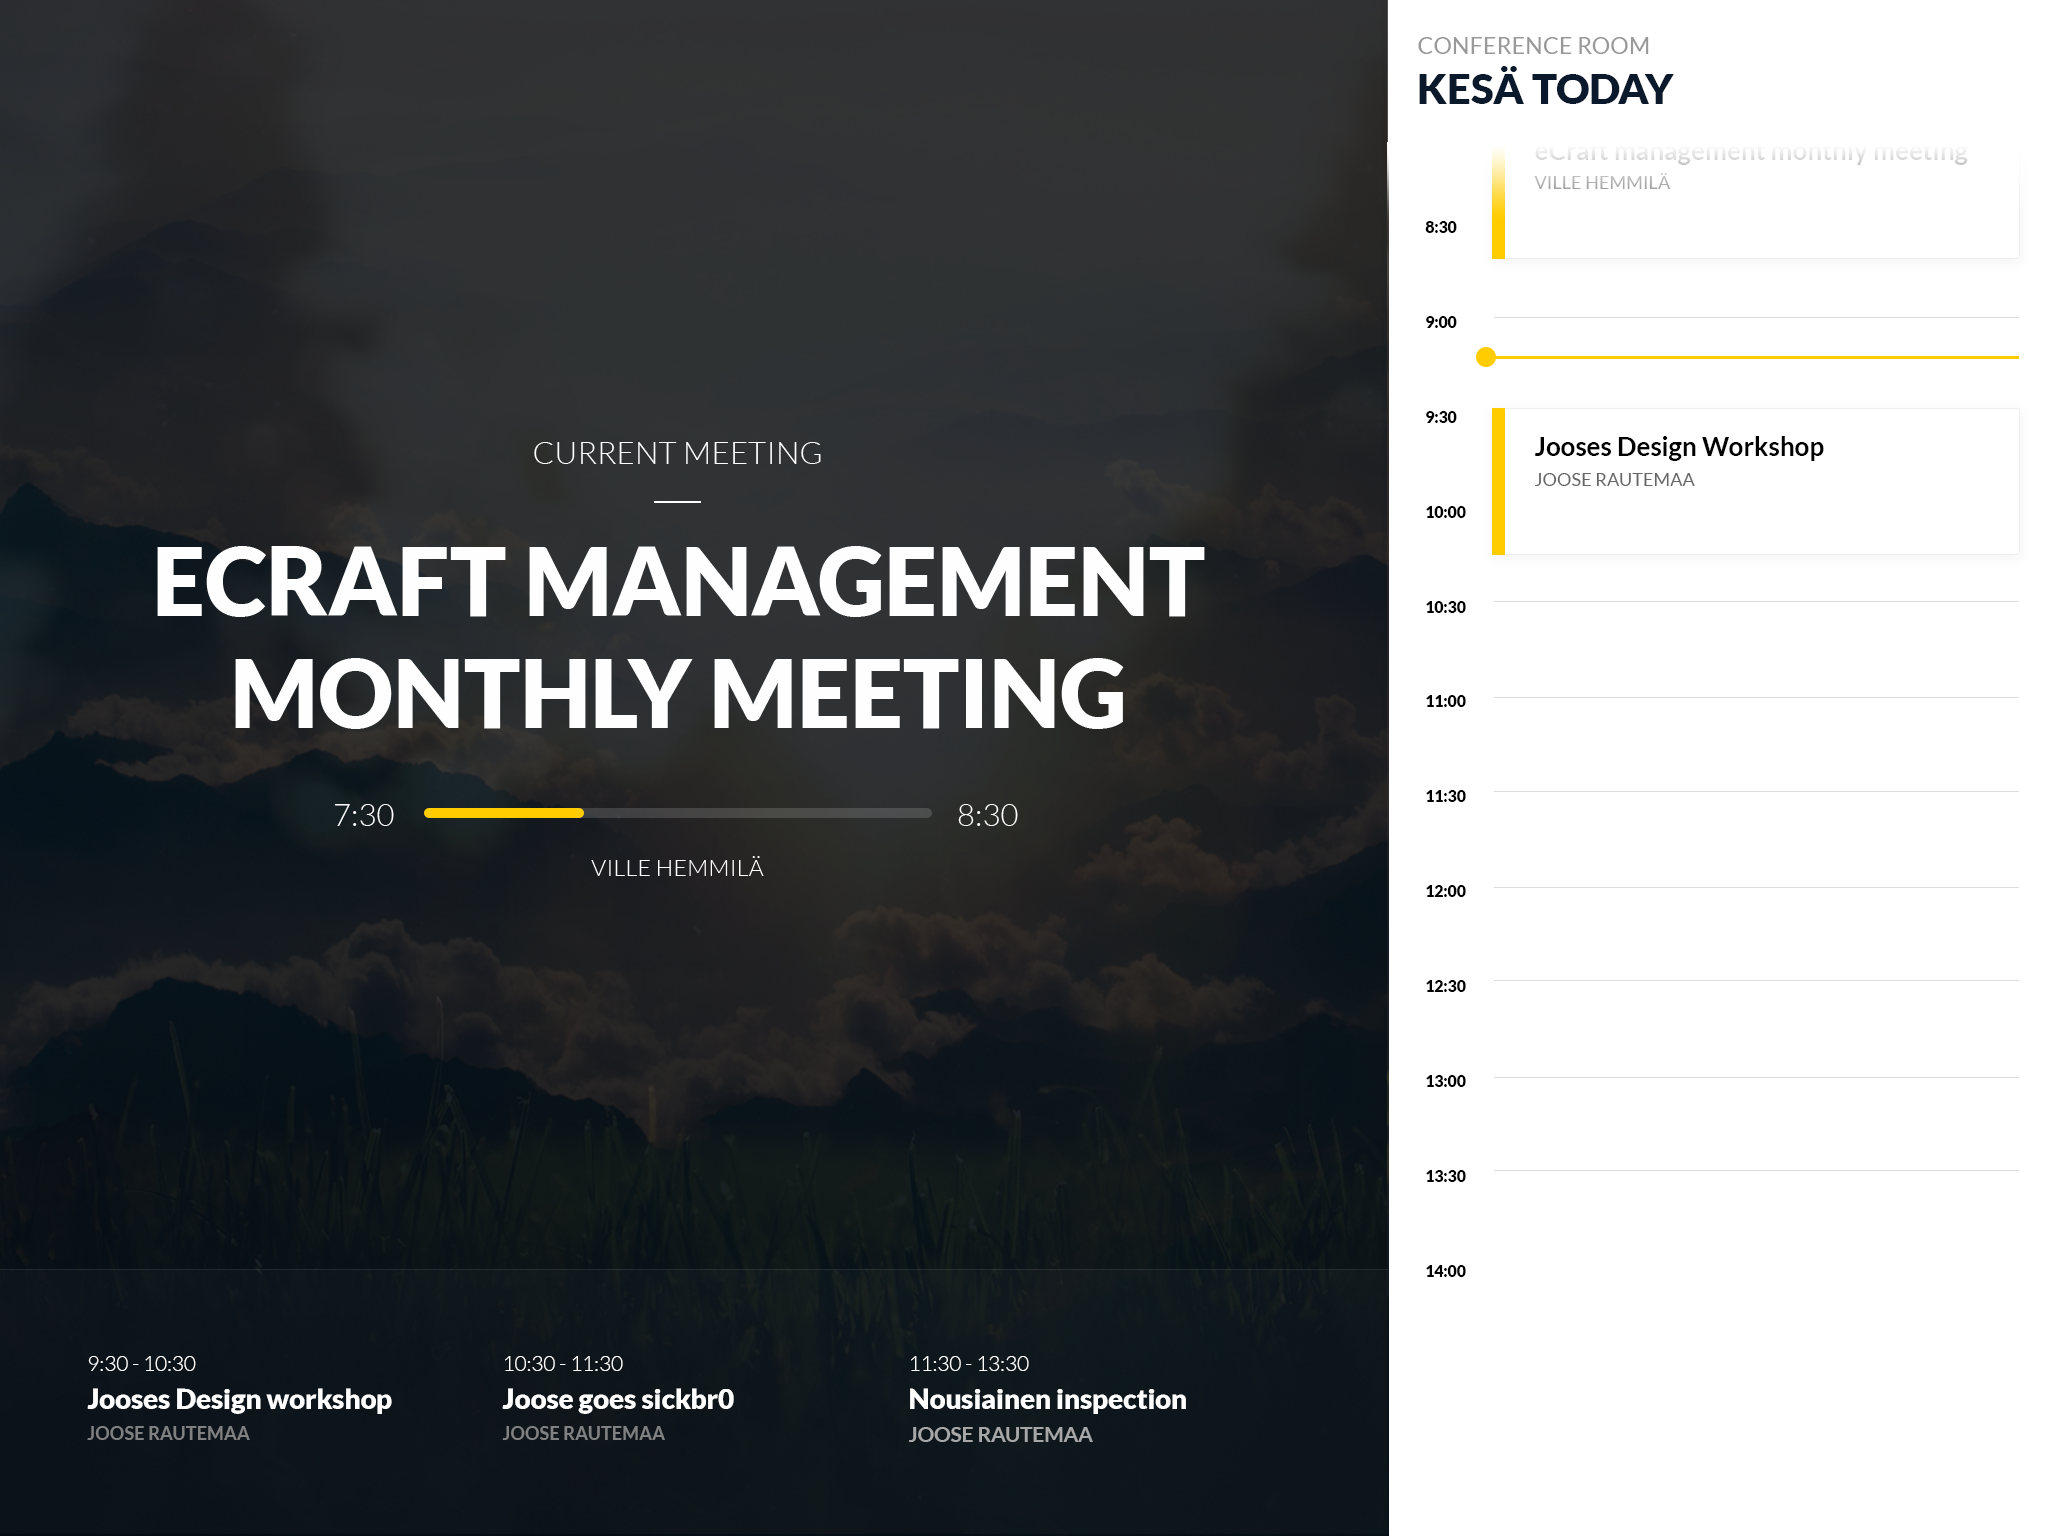 CURRENT MEETING
ECRAFT MANAGEMENT
MONTHLY MEETING
7:30
8:30
VILLE HEMMILÄ
9:30 - 10:30
Jooses Design workshop
JOOSE RAUTEMAA
10:30 - 11:30
Joose goes sickbr0
JOOSE RAUTEMAA
11:30 - 13:30
Nousiainen inspection
JOOSE RAUTEMAA
CONFERENCE ROOM
KESÄ TODAY
eCraft management monthly meeting
VILLE HEMMILÄ
8:30
9:00
9:30
Jooses Design Workshop
JOOSE RAUTEMAA
10:00
10:30
11:00
11:30
12:00
12:30
13:00
13:30
14:00